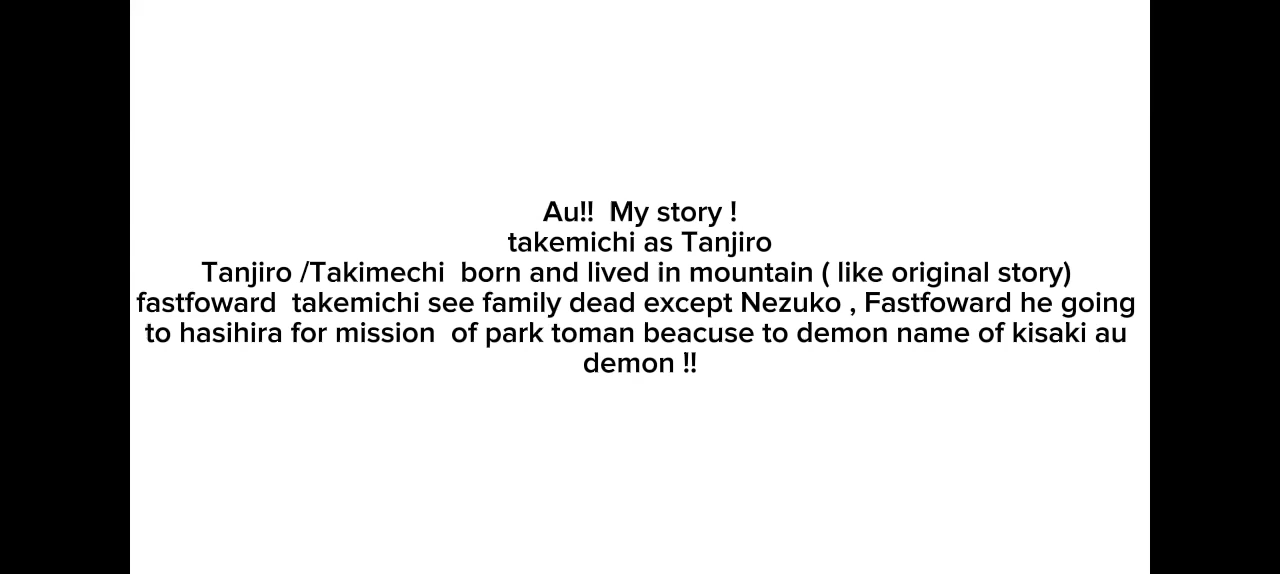 Au!! My story !
takemichi as Tanjiro
Tanjiro /Takimechi born and lived in mountain ( like original story)
fastfoward takemichi see family dead except Nezuko , Fastfoward he going
to hasihira for mission of park toman beacuse to demon name of kisaki au
demon !!